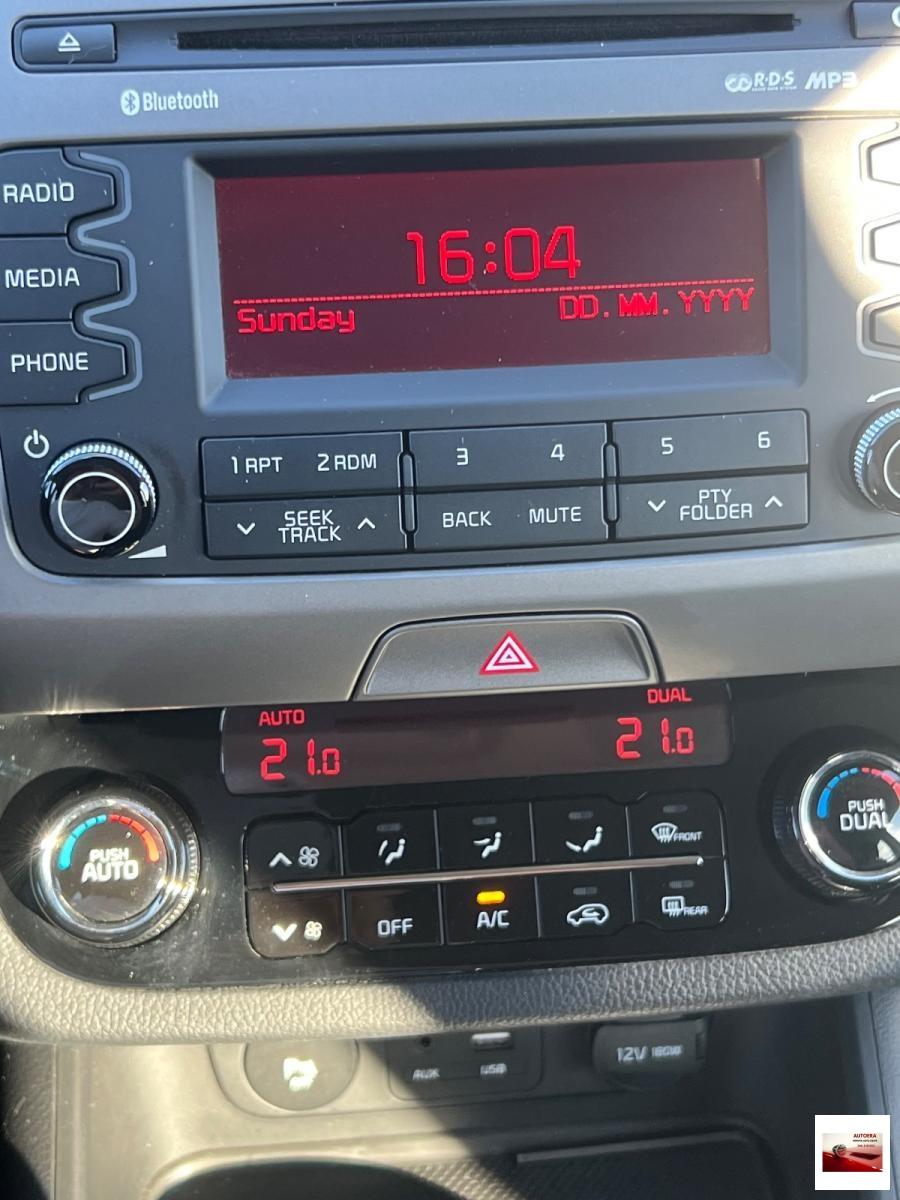 Bluetooth
R·D·S MP3
RADIO
MEDIA
PHONE
16:04
Sunday DD.MM.YYYY
1 RPT 2 RDM 3 4 5 6
SEEK TRACK BACK MUTE PTY FOLDER
AUTO DUAL
21.0 21.0
PUSH AUTO
PUSH DUAL
FRONT
OFF A/C REAR
AUX USB 12V 180W
OFF
AUTOERA